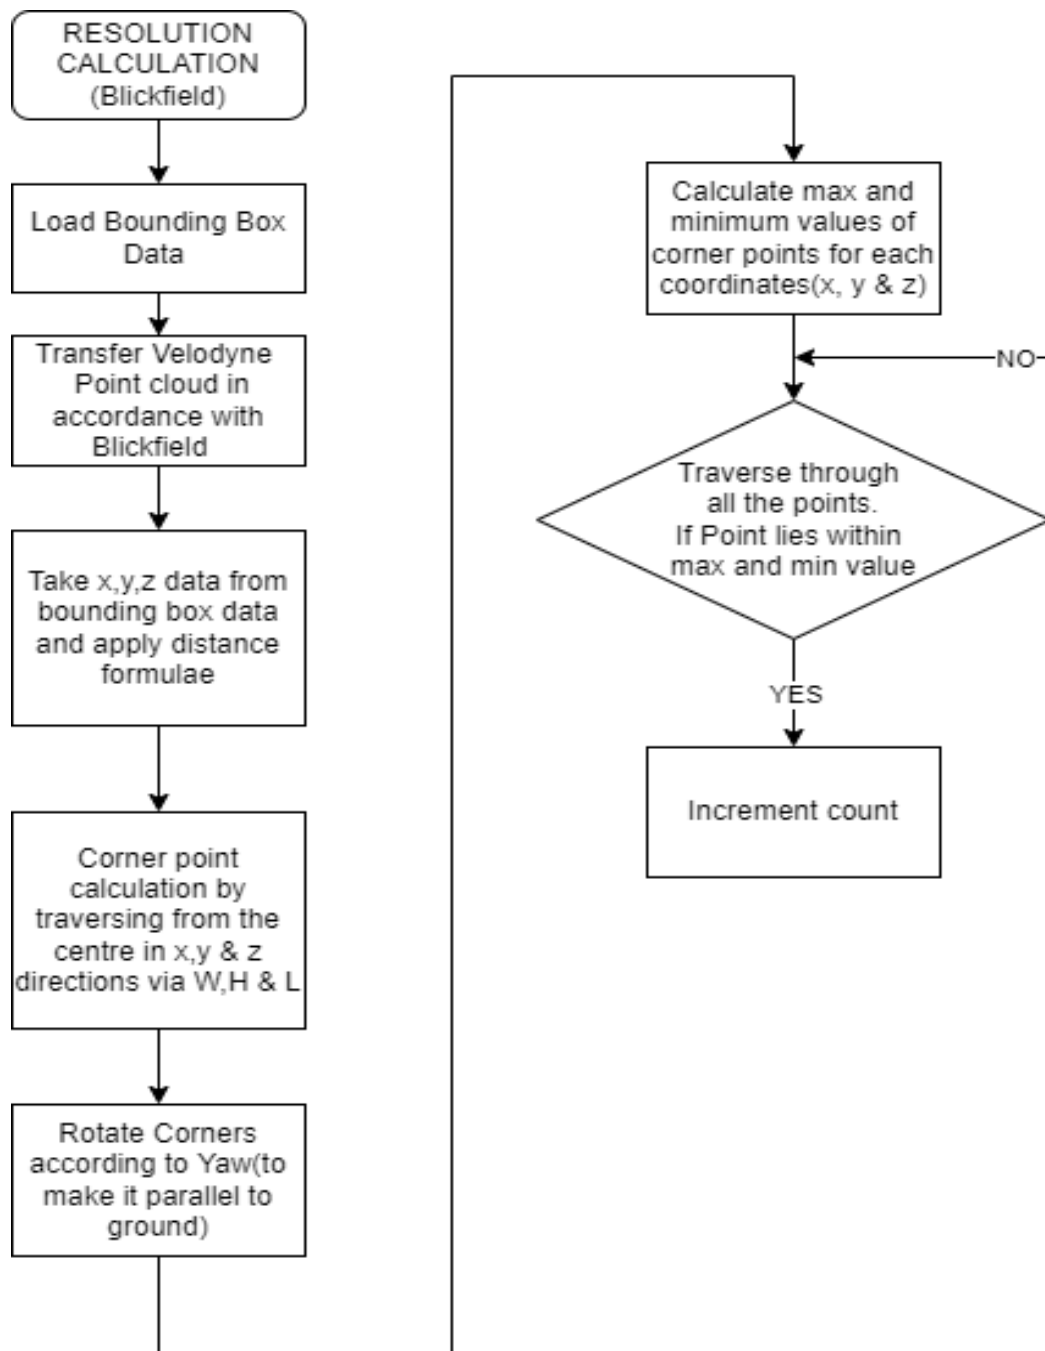 RESOLUTION
CALCULATION
(Blickfield)
Load Bounding Box
Data
Transfer Velodyne
Point cloud in
accordance with
Blickfield
Take x,y,z data from
bounding box data
and apply distance
formulae
Corner point
calculation by
traversing from the
centre in x,y & z
directions via W,H & L
Rotate Corners
according to Yaw(to
make it parallel to
ground)
Calculate max and
minimum values of
corner points for each
coordinates(x, y & z)
NO
Traverse through
all the points.
If Point lies within
max and min value
YES
Increment count